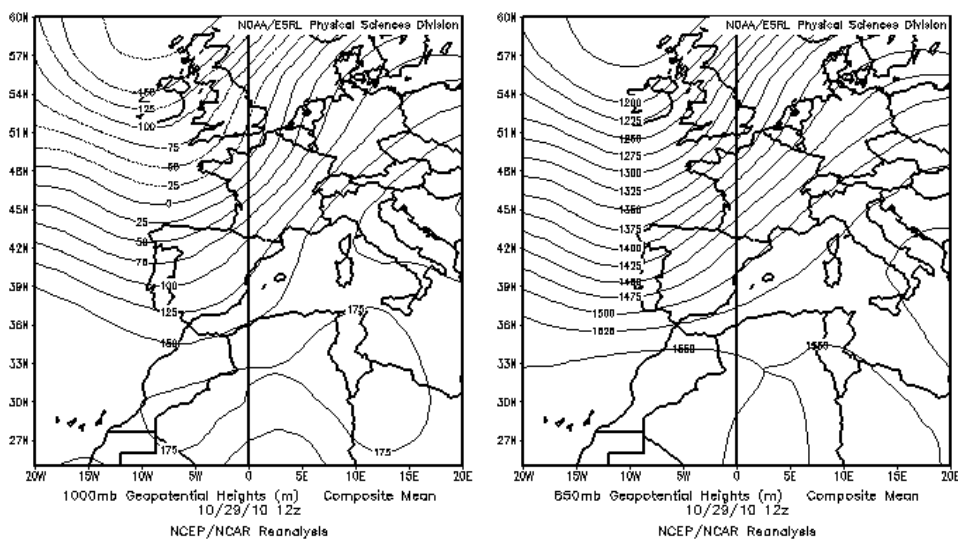 NOAA/ESRL Physical Sciences Division
60N
57N
54N
51N
48N
45N
42N
39N
36N
33N
30N
27N
150
125
100
75
50
25
0
25
50
100
125
150
175
175
175
20W 15W 10W 5W 0 5E 10E 15E 20E
1000mb Geopotential Heights (m) Composite Mean
10/29/10 12z
NCEP/NCAR Reanalysis
NOAA/ESRL Physical Sciences Division
60N
57N
54N
51N
48N
45N
42N
39N
36N
33N
30N
27N
1200
1225
1250
1275
1300
1325
1350
1375
1400
1425
1475
1500
1550
1550
20W 15W 10W 5W 0 5E 10E 15E 20E
850mb Geopotential Heights (m) Composite Mean
10/29/10 12z
NCEP/NCAR Reanalysis